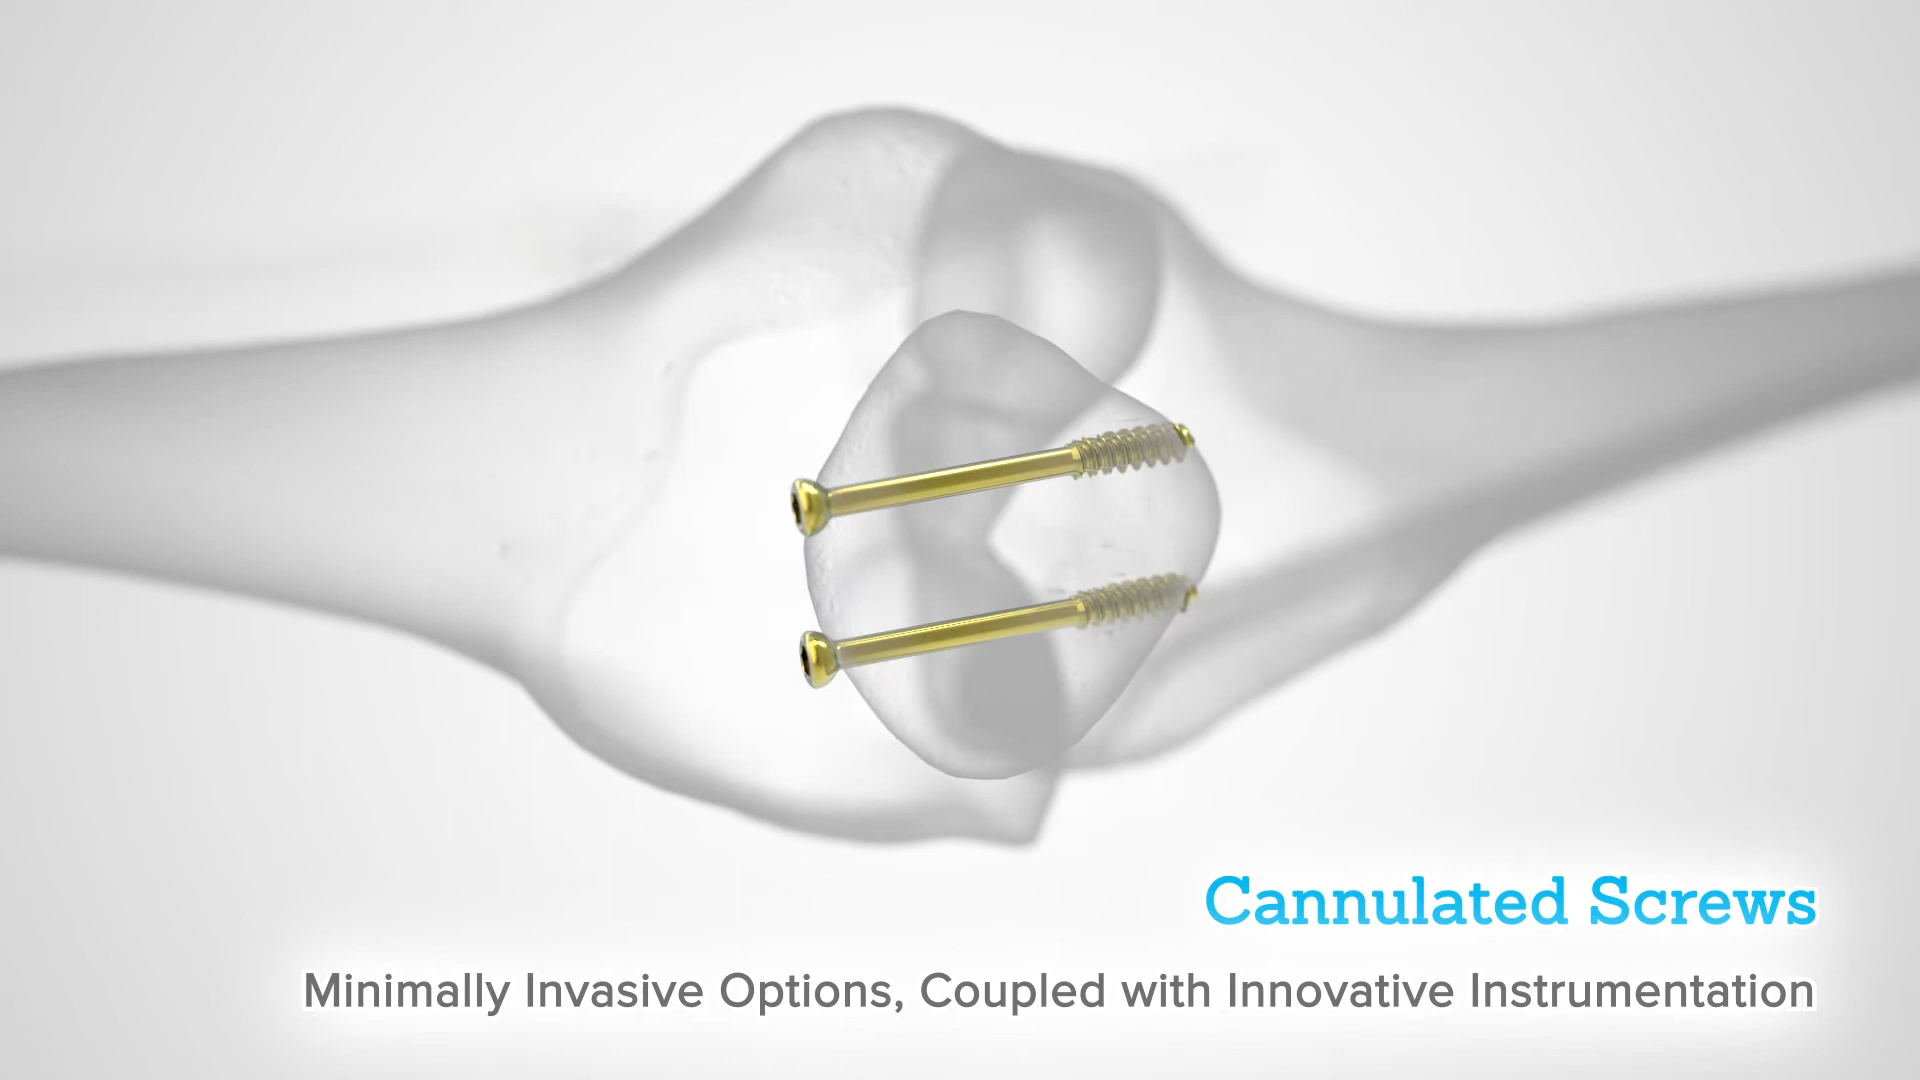 Cannulated Screws
Minimally Invasive Options, Coupled with Innovative Instrumentation